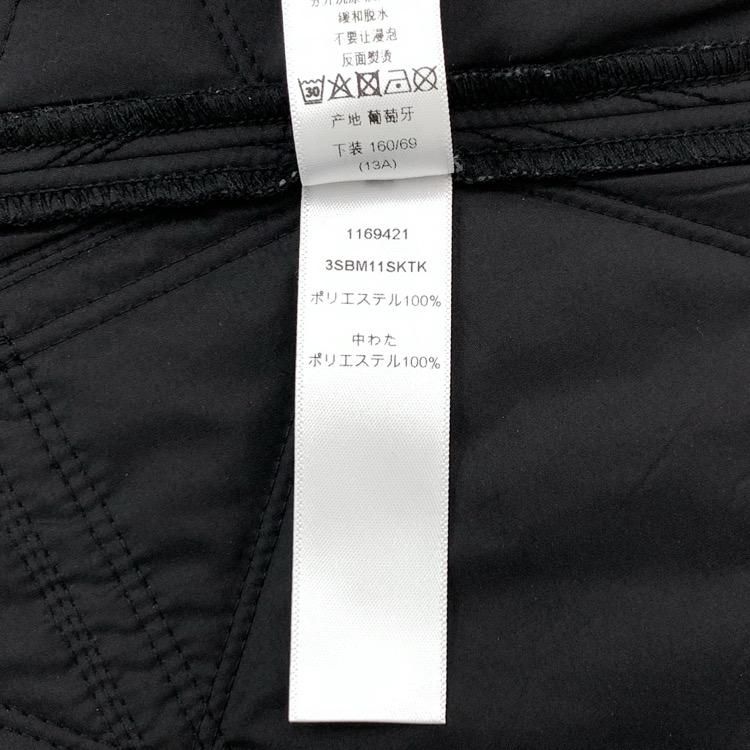 缓和脱水
不要让漫泡
反面熨烫
30
产地 葡萄牙
下装 160/69
(13A)
1169421
3SBM11SKTK
ポリエステル100%
中わた
ポリエステル100%